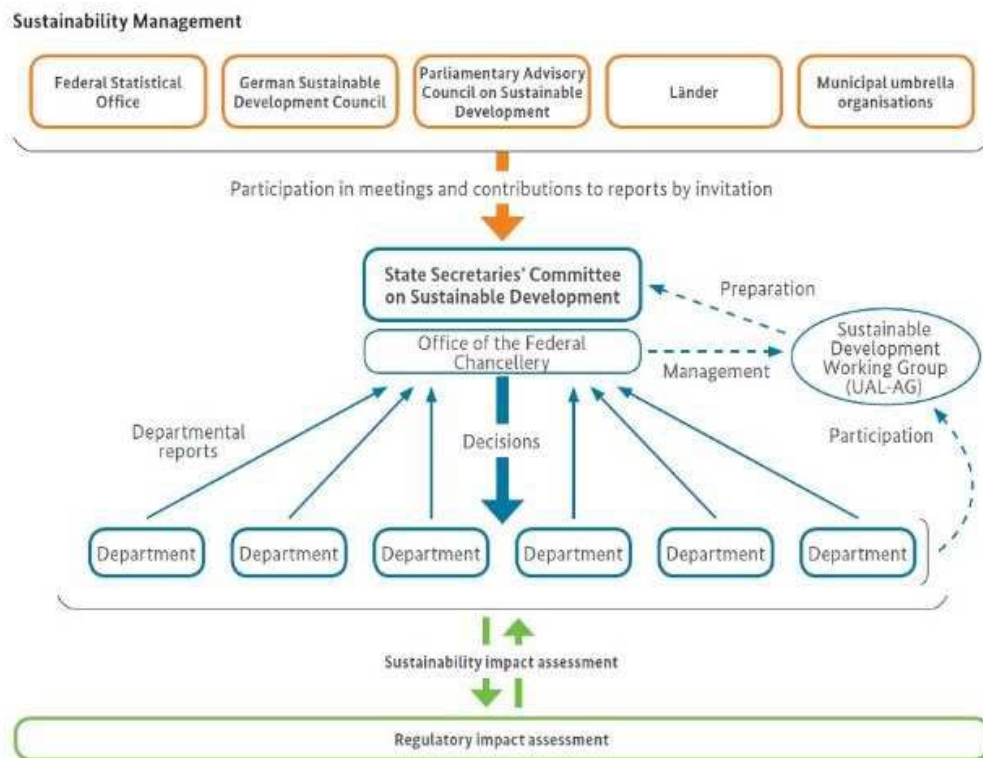 Sustainability Management
Federal Statistical
Office
German Sustainable
Development Council
Parliamentary Advisory
Council on Sustainable
Development
Länder
Municipal umbrella
organisations
Participation in meetings and contributions to reports by invitation
State Secretaries' Committee
on Sustainable Development
Preparation
Office of the Federal
Chancellery
Management
Sustainable
Development
Working Group
(UAL-AG)
Departmental
reports
Decisions
Participation
Department
Department
Department
Department
Department
Department
Sustainability impact assessment
Regulatory impact assessment